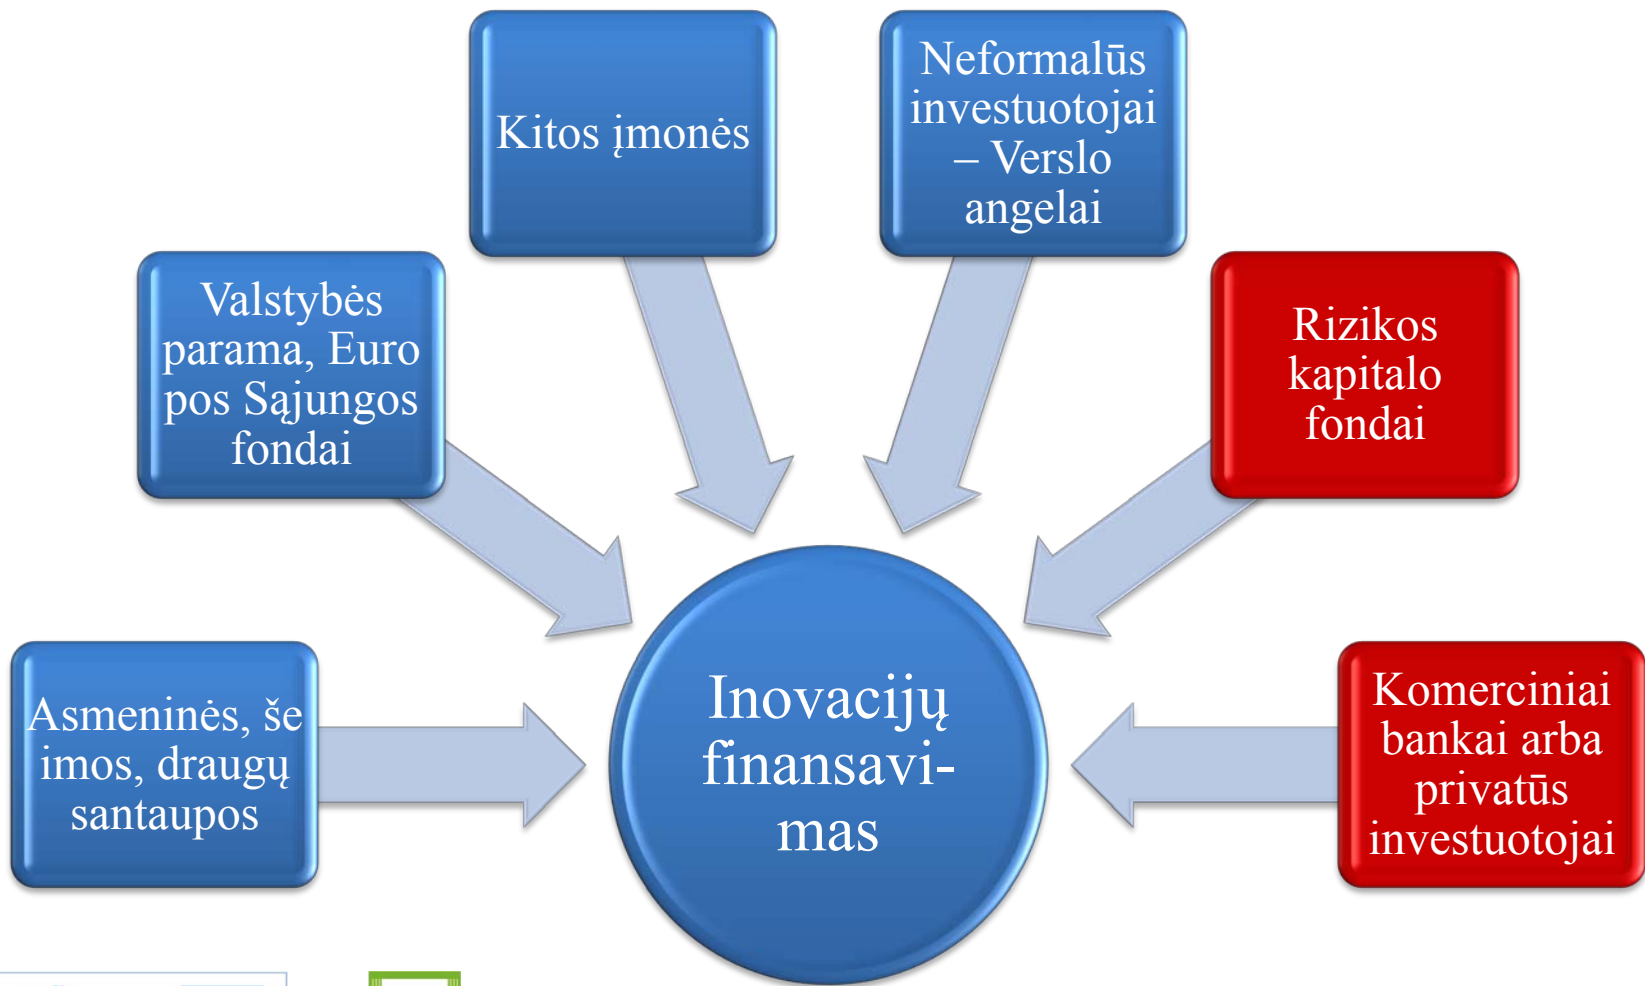 Kitos įmonės
Neformalūs
investuotojai
– Verslo
angelai
Valstybės
parama, Euro
pos Sąjungos
fondai
Rizikos
kapitalo
fondai
Asmeninės, še
imos, draugų
santaupos
Inovacijų
finansavi-
mas
Komerciniai
bankai arba
privatūs
investuotojai